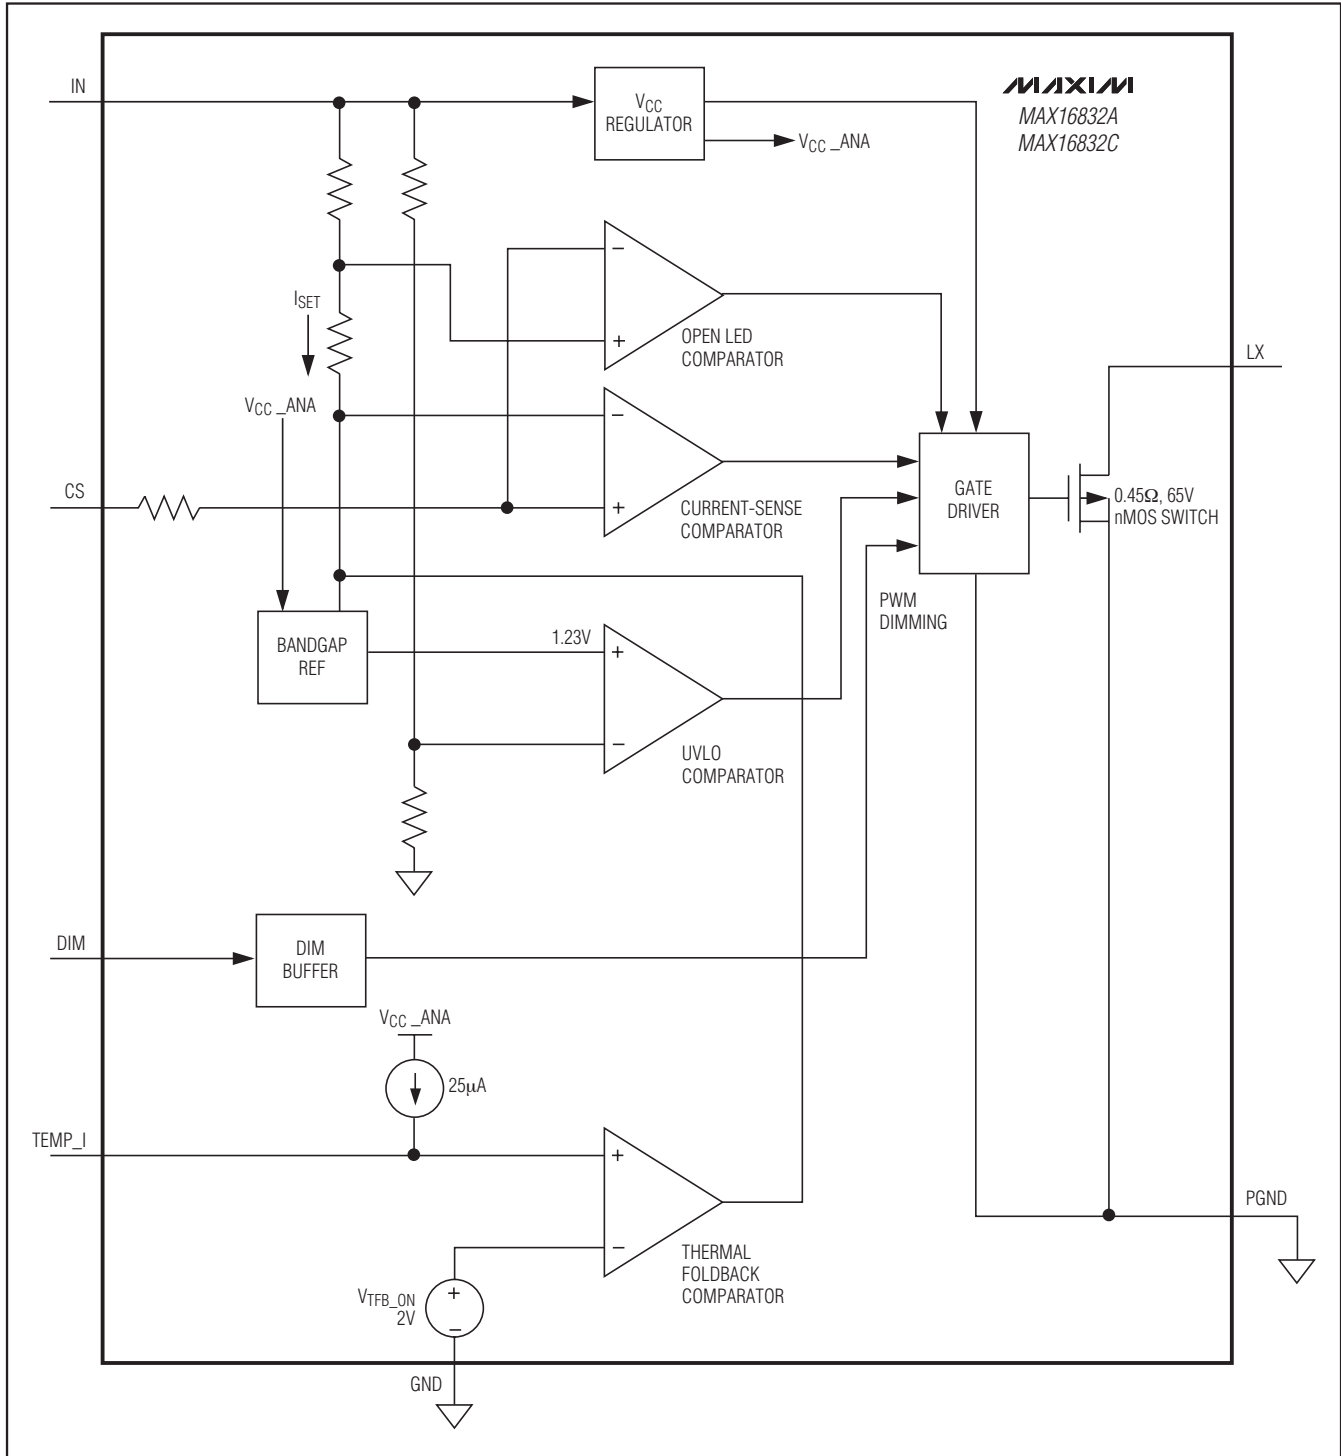 IN
VCC
REGULATOR
VCC _ANA
MAXIM
MAX16832A
MAX16832C
−
+
OPEN LED
COMPARATOR
ISET
LX
VCC _ANA
−
+
CURRENT-SENSE
COMPARATOR
CS
GATE
DRIVER
0.45Ω, 65V
nMOS SWITCH
PWM
DIMMING
BANDGAP
REF
1.23V
+
−
UVLO
COMPARATOR
DIM
DIM
BUFFER
VCC _ANA
25μA
TEMP_I
+
−
THERMAL
FOLDBACK
COMPARATOR
PGND
VTFB_ON
2V
+
−
GND